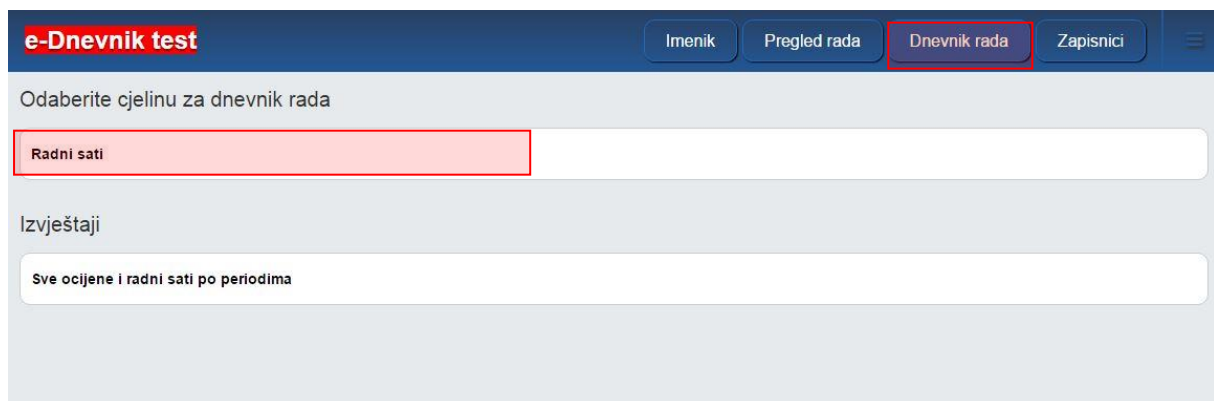 e-Dnevnik test
Imenik Pregled rada Dnevnik rada Zapisnici
Odaberite cjelinu za dnevnik rada
Radni sati
Izvještaji
Sve ocijene i radni sati po periodima